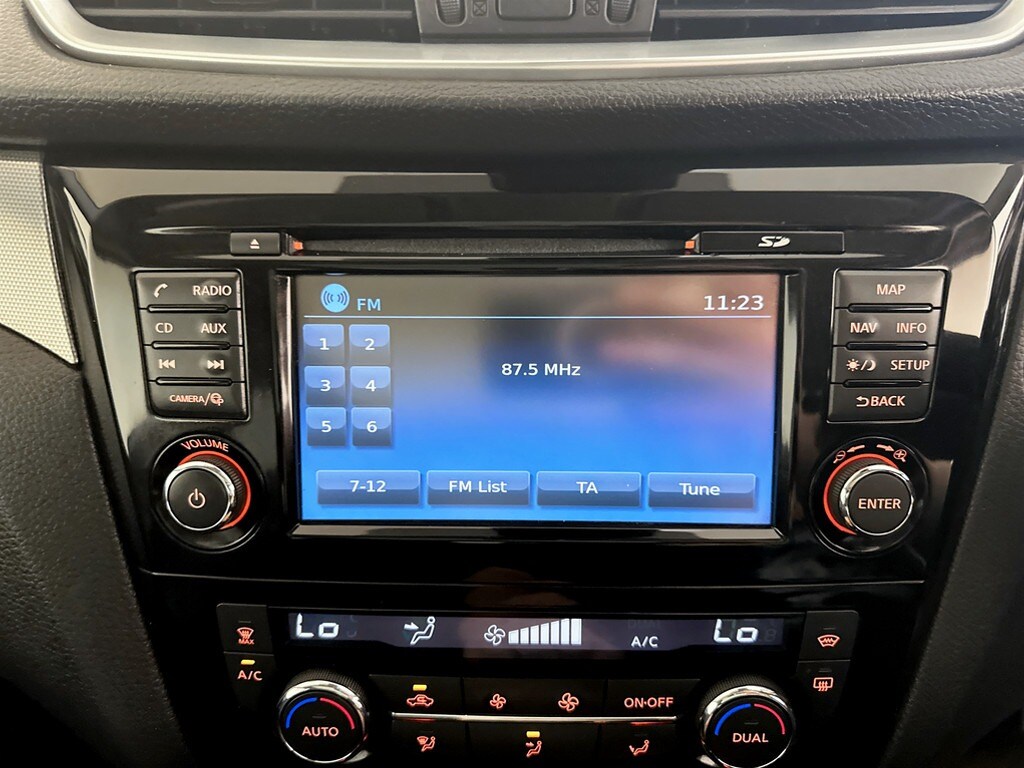 SD
RADIO
CD AUX
CAMERA/
VOLUME
FM 11:23
1 2
3 4
5 6
87.5 MHz
7-12 FM List TA Tune
MAP
NAV INFO
SETUP
BACK
ENTER
Lo A/C Lo
MAX
A/C
AUTO
ON·OFF
DUAL